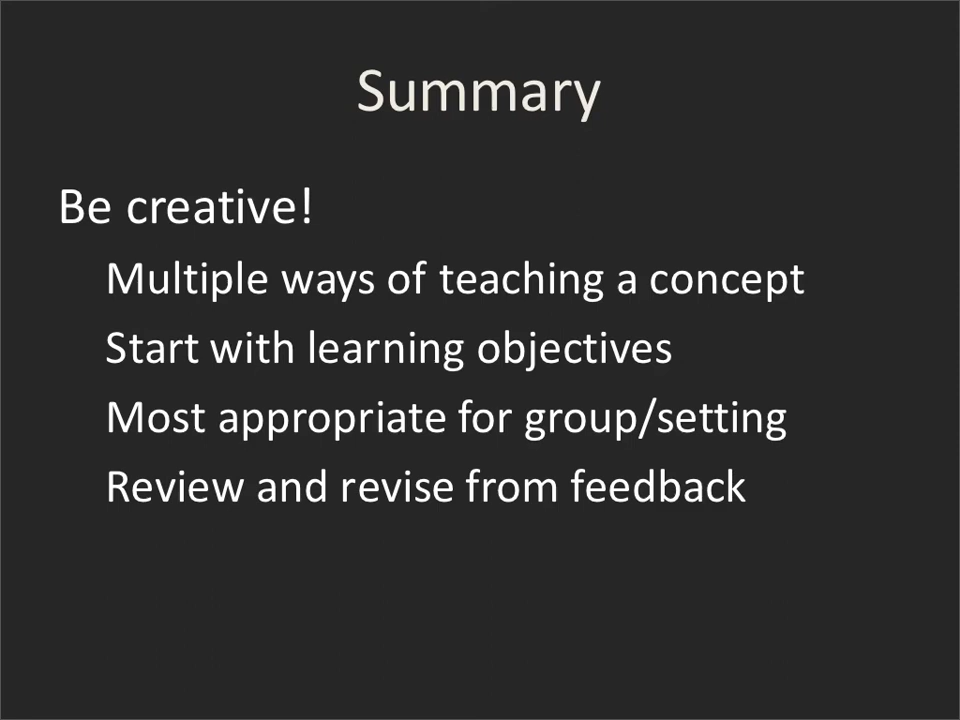 Summary
Be creative!
Multiple ways of teaching a concept
Start with learning objectives
Most appropriate for group/setting
Review and revise from feedback